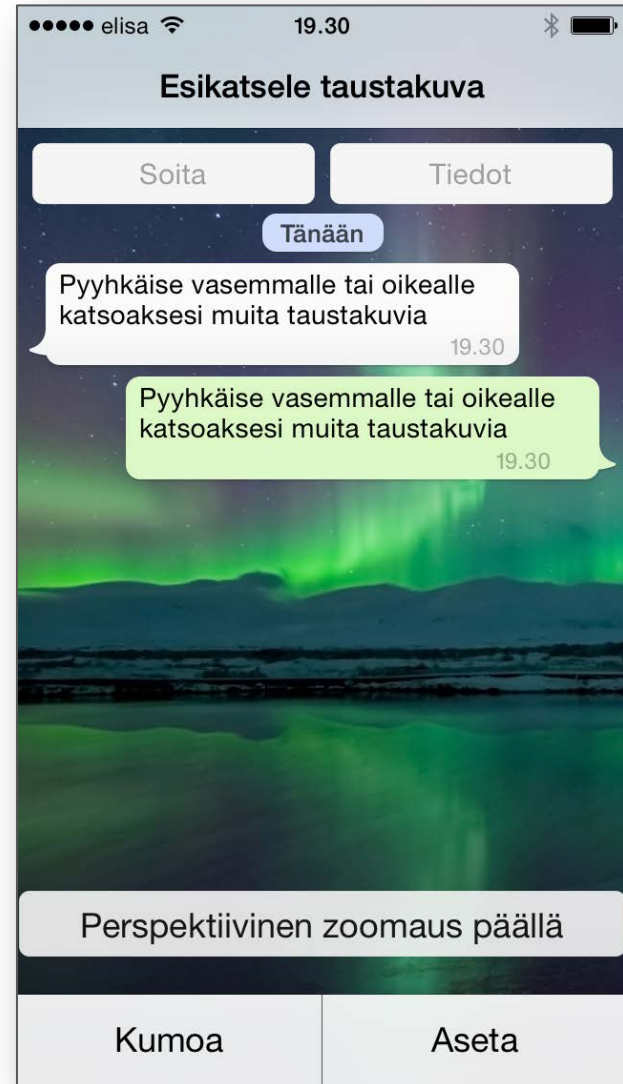 elisa 19.30
Esikatsele taustakuva
Soita Tiedot
Tänään
Pyyhkäise vasemmalle tai oikealle
katsoaksesi muita taustakuvia
19.30
Pyyhkäise vasemmalle tai oikealle
katsoaksesi muita taustakuvia
19.30
Perspektiivinen zoomaus päällä
Kumoa Aseta